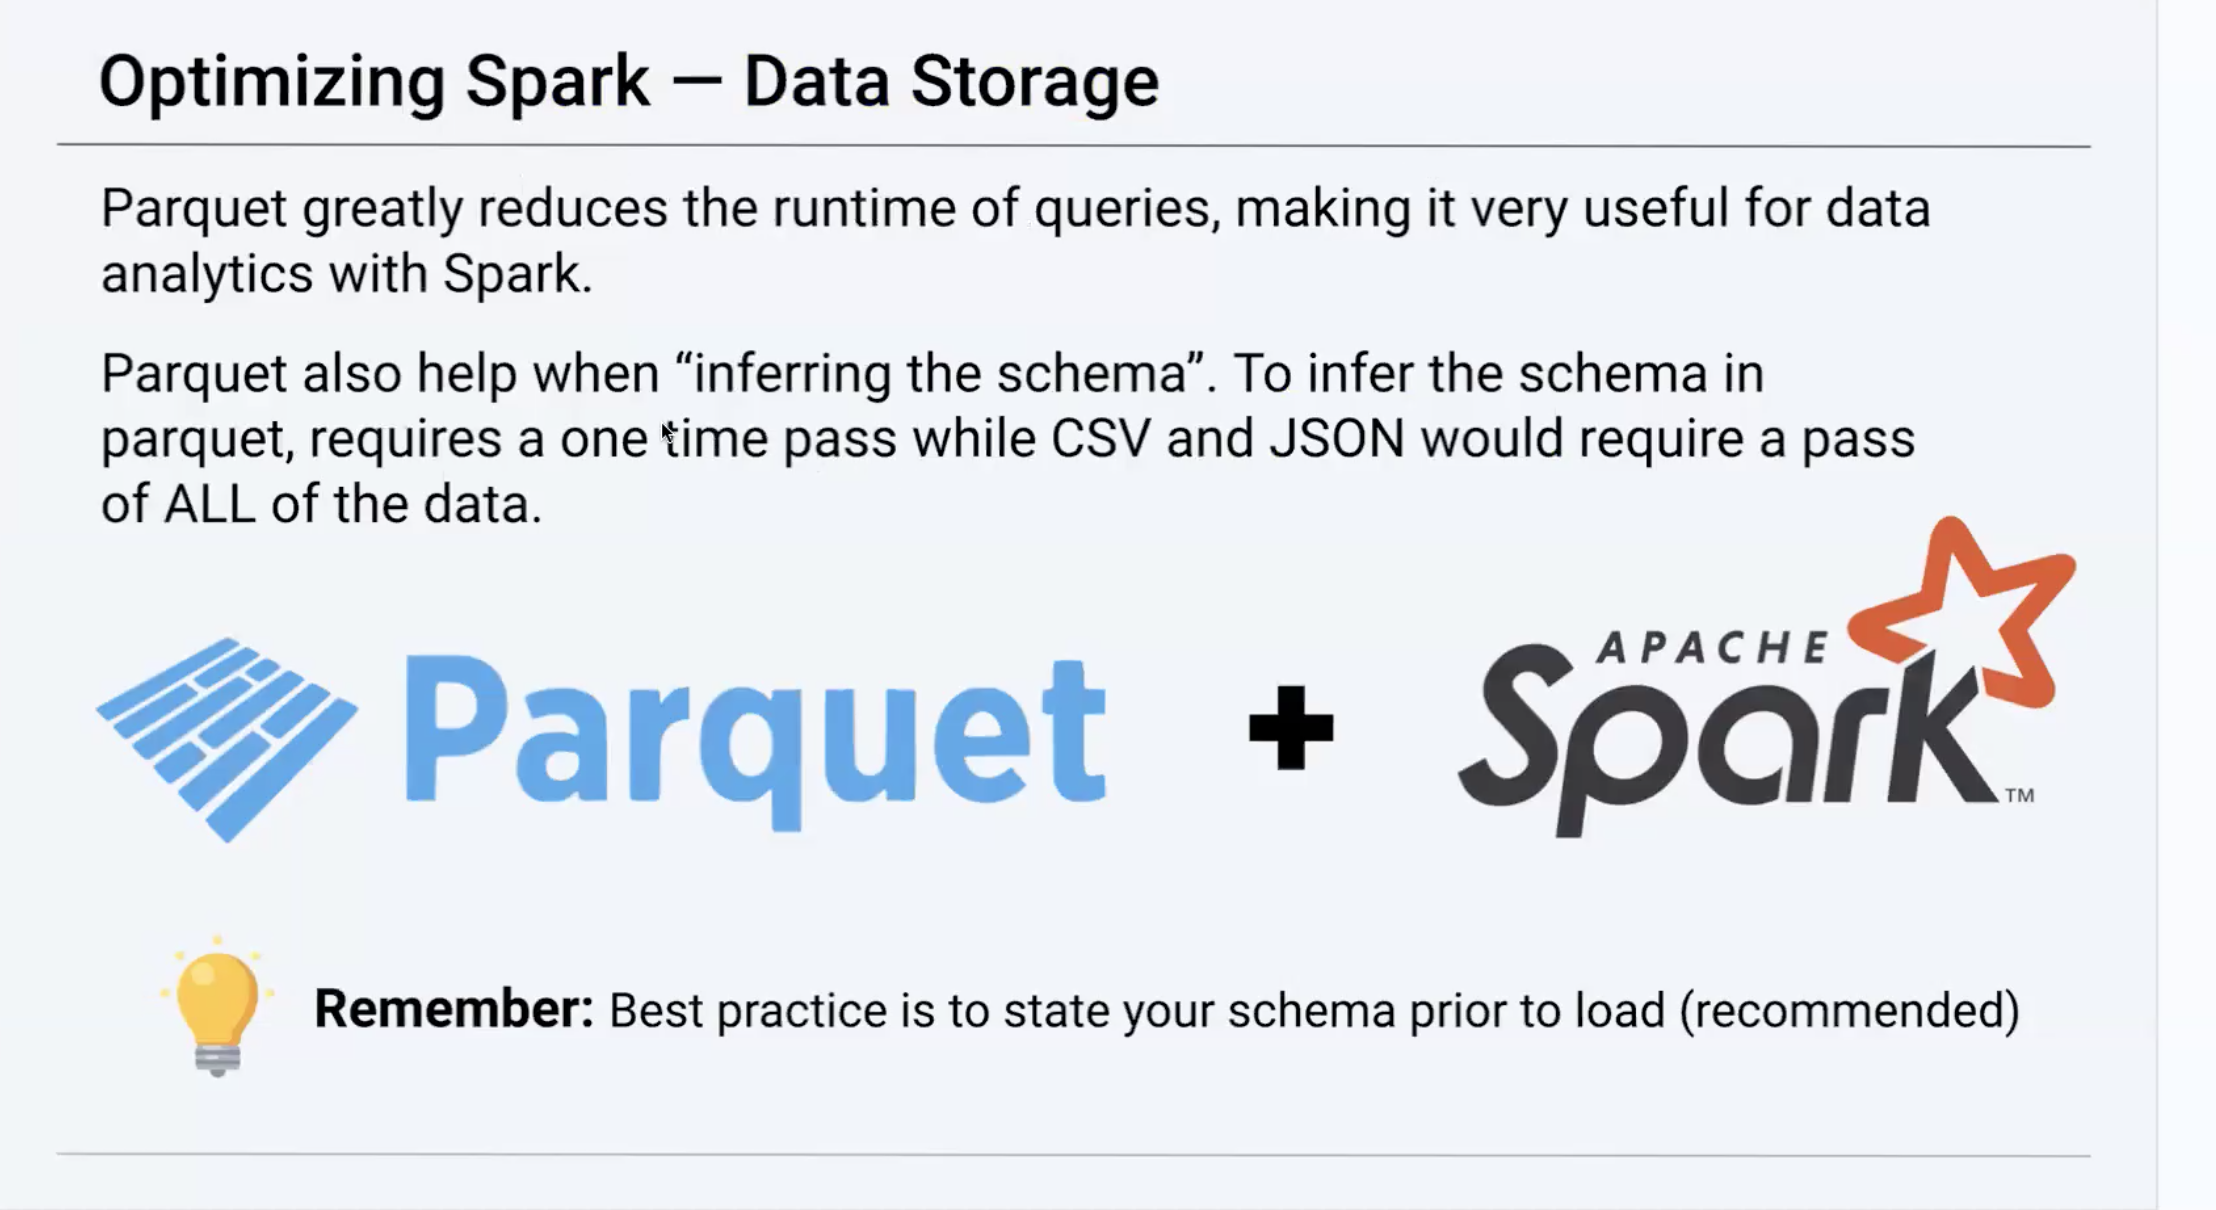 Optimizing Spark — Data Storage
Parquet greatly reduces the runtime of queries, making it very useful for data
analytics with Spark.
Parquet also help when “inferring the schema”. To infer the schema in
parquet, requires a one time pass while CSV and JSON would require a pass
of ALL of the data.
Parquet
+
APACHE
Spark
TM
Remember: Best practice is to state your schema prior to load (recommended)